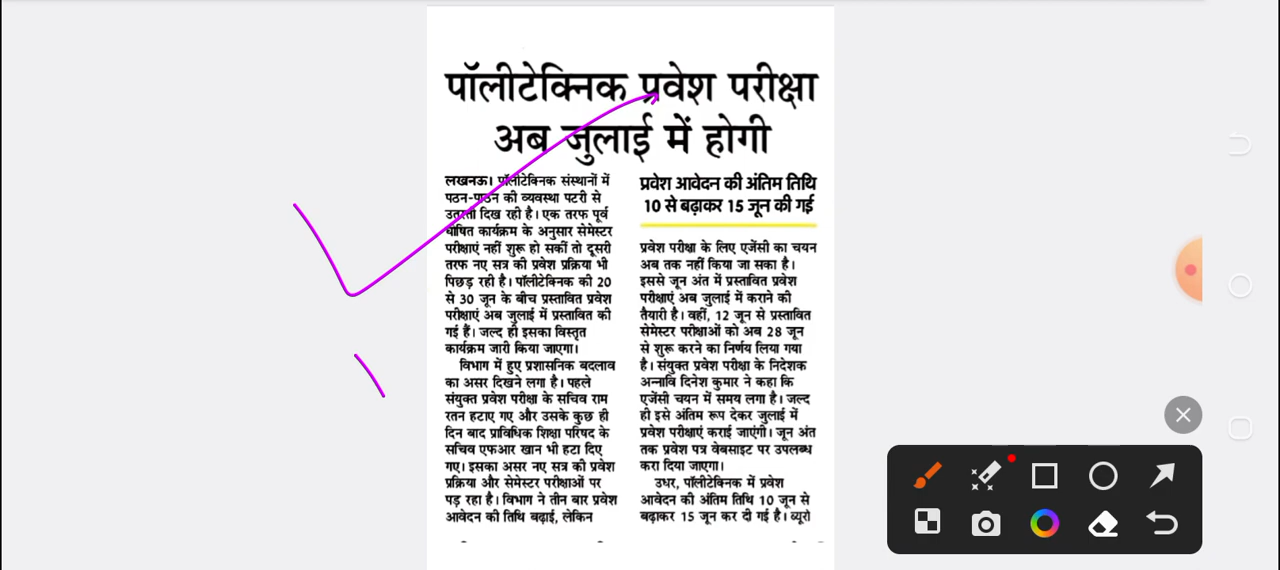 पॉलीटेक्निक प्रवेश परीक्षा
अब जुलाई में होगी
लखनऊ। पॉलीटेक्निक संस्थानों में
पठन-पाठन की व्यवस्था पटरी से
उतरती दिख रही है। एक तरफ पूर्व
घोषित कार्यक्रम के अनुसार सेमेस्टर
परीक्षाएं नहीं शुरू हो सकीं तो दूसरी
तरफ नए सत्र की प्रवेश प्रक्रिया भी
पिछड़ रही है। पॉलीटेक्निक की 20
से 30 जून के बीच प्रस्तावित प्रवेश
परीक्षाएं अब जुलाई में प्रस्तावित की
गई हैं। जल्द ही इसका विस्तृत
कार्यक्रम जारी किया जाएगा।
विभाग में हुए प्रशासनिक बदलाव
का असर दिखने लगा है। पहले
संयुक्त प्रवेश परीक्षा के सचिव राम
रतन हटाए गए और उसके कुछ ही
दिन बाद प्राविधिक शिक्षा परिषद के
सचिव एफआर खान भी हटा दिए
गए। इसका असर नए सत्र की प्रवेश
प्रक्रिया और सेमेस्टर परीक्षाओं पर
पड़ रहा है। विभाग ने तीन बार प्रवेश
आवेदन की तिथि बढ़ाई, लेकिन
प्रवेश आवेदन की अंतिम तिथि
10 से बढ़ाकर 15 जून की गई
प्रवेश परीक्षा के लिए एजेंसी का चयन
अब तक नहीं किया जा सका है।
इससे जून अंत में प्रस्तावित प्रवेश
परीक्षाएं अब जुलाई में कराने की
तैयारी है। वहीं, 12 जून से प्रस्तावित
सेमेस्टर परीक्षाओं को अब 28 जून
से शुरू करने का निर्णय लिया गया
है। संयुक्त प्रवेश परीक्षा के निदेशक
अन्नावि दिनेश कुमार ने कहा कि
एजेंसी चयन में समय लगा है। जल्द
ही इसे अंतिम रूप देकर जुलाई में
प्रवेश परीक्षाएं कराई जाएंगी। जून अंत
तक प्रवेश पत्र वेबसाइट पर उपलब्ध
करा दिया जाएगा।
उधर, पॉलीटेक्निक में प्रवेश
आवेदन की अंतिम तिथि 10 जून से
बढ़ाकर 15 जून कर दी गई है। ब्यूरो